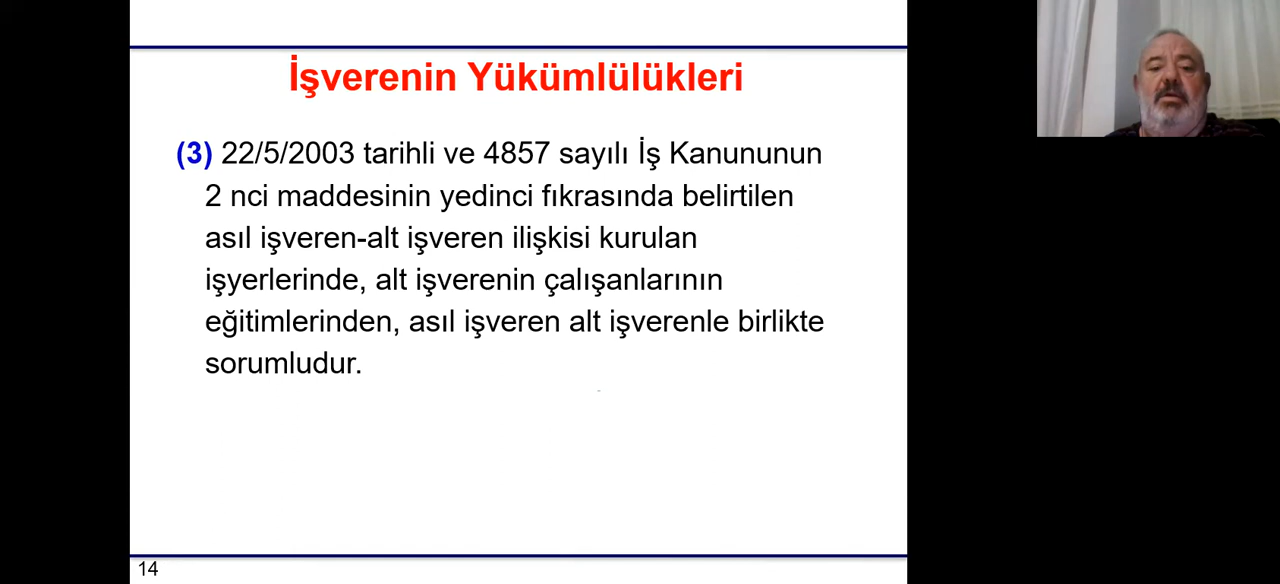 İşverenin Yükümlülükleri
(3) 22/5/2003 tarihli ve 4857 sayılı İş Kanununun
2 nci maddesinin yedinci fıkrasında belirtilen
asıl işveren-alt işveren ilişkisi kurulan
işyerlerinde, alt işverenin çalışanlarının
eğitimlerinden, asıl işveren alt işverenle birlikte
sorumludur.
14